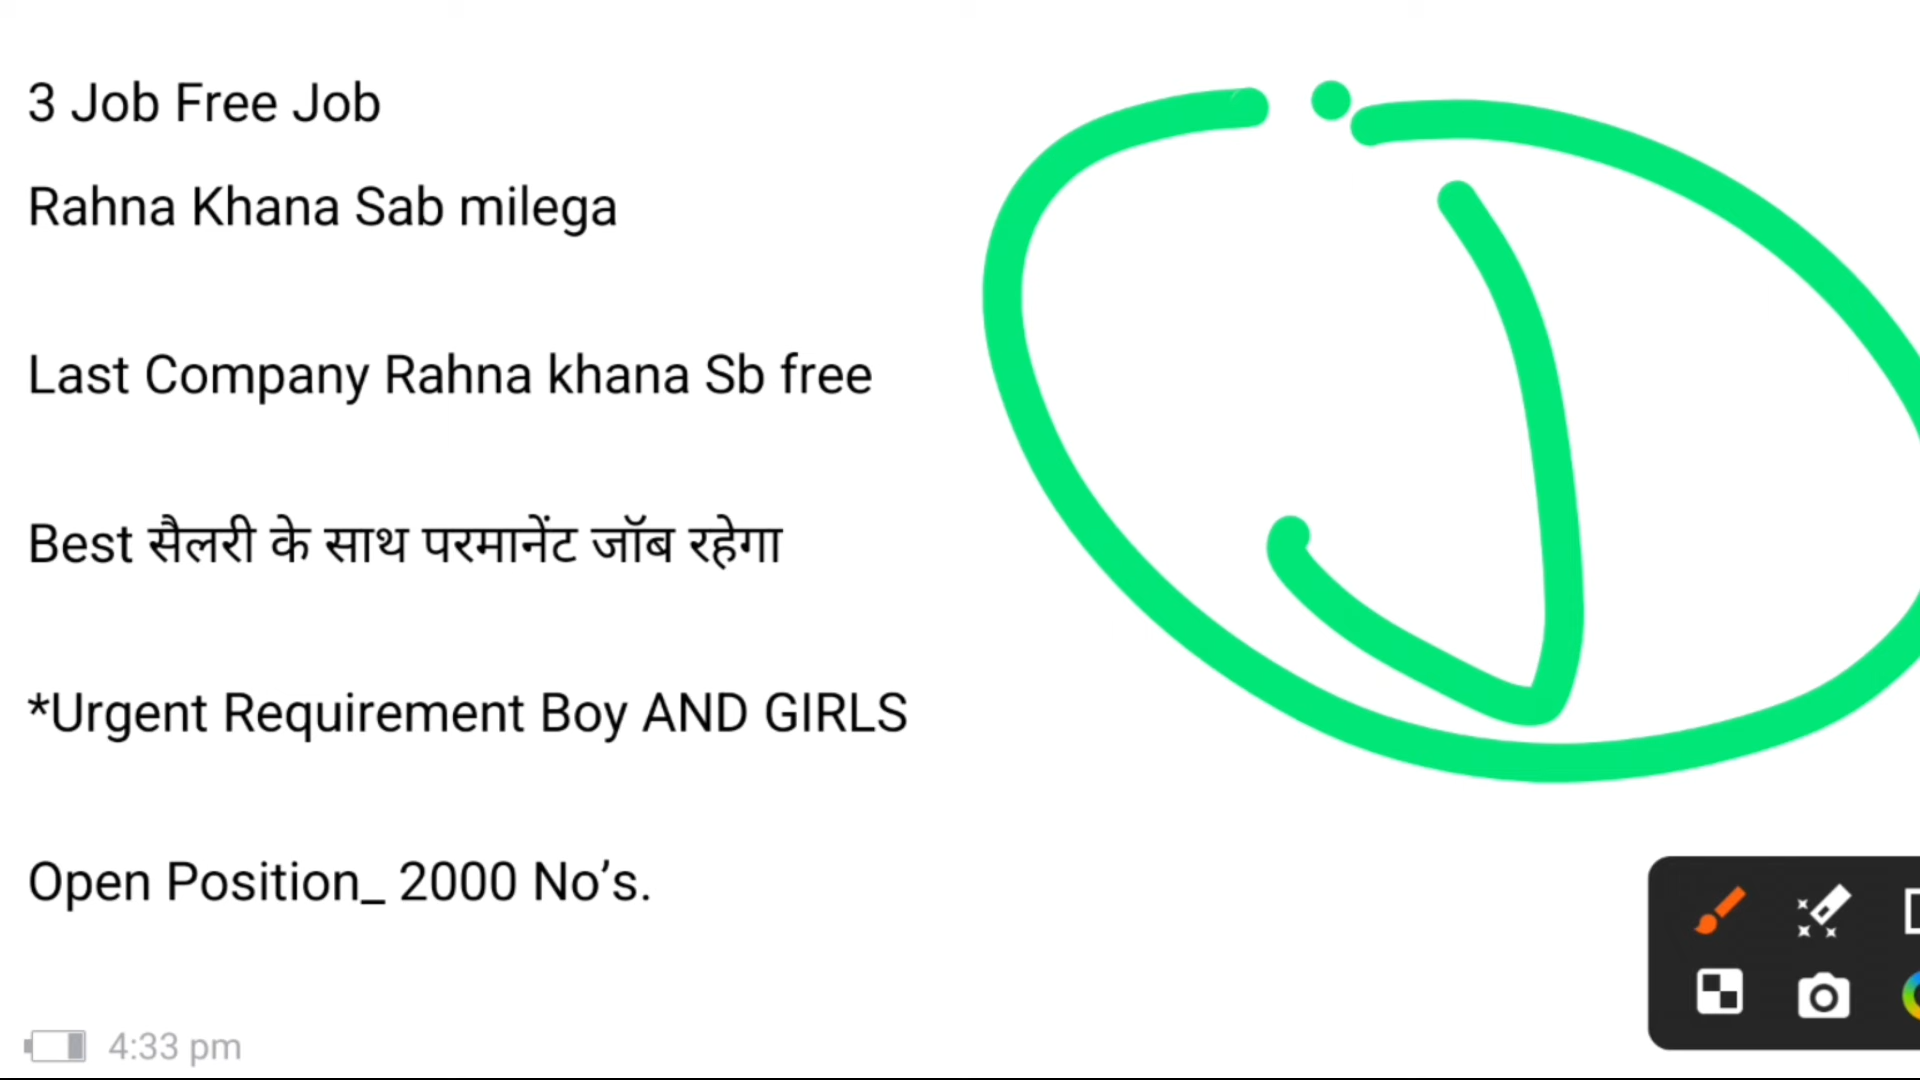 3 Job Free Job
Rahna Khana Sab milega
Last Company Rahna khana Sb free
Best सैलरी के साथ परमानेंट जॉब रहेगा
*Urgent Requirement Boy AND GIRLS
Open Position_ 2000 No’s.
4:33 pm